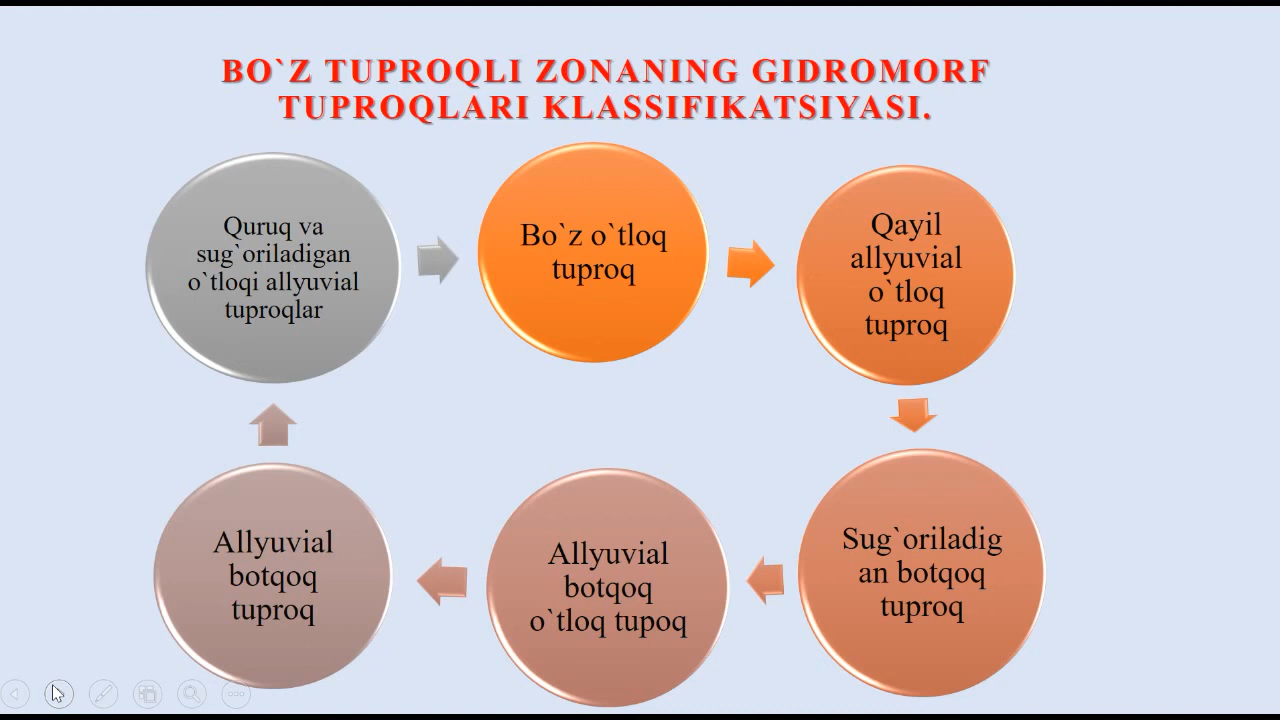 BO`Z TUPROQLI ZONANING GIDROMORF
TUPROQLARI KLASSIFIKATSIYASI.
Quruq va
sug`oriladigan
o`tloqi allyuvial
tuproqlar
Bo`z o`tloq
tuproq
Qayil
allyuvial
o`tloq
tuproq
Sug`oriladig
an botqoq
tuproq
Allyuvial
botqoq
o`tloq tupoq
Allyuvial
botqoq
tuproq